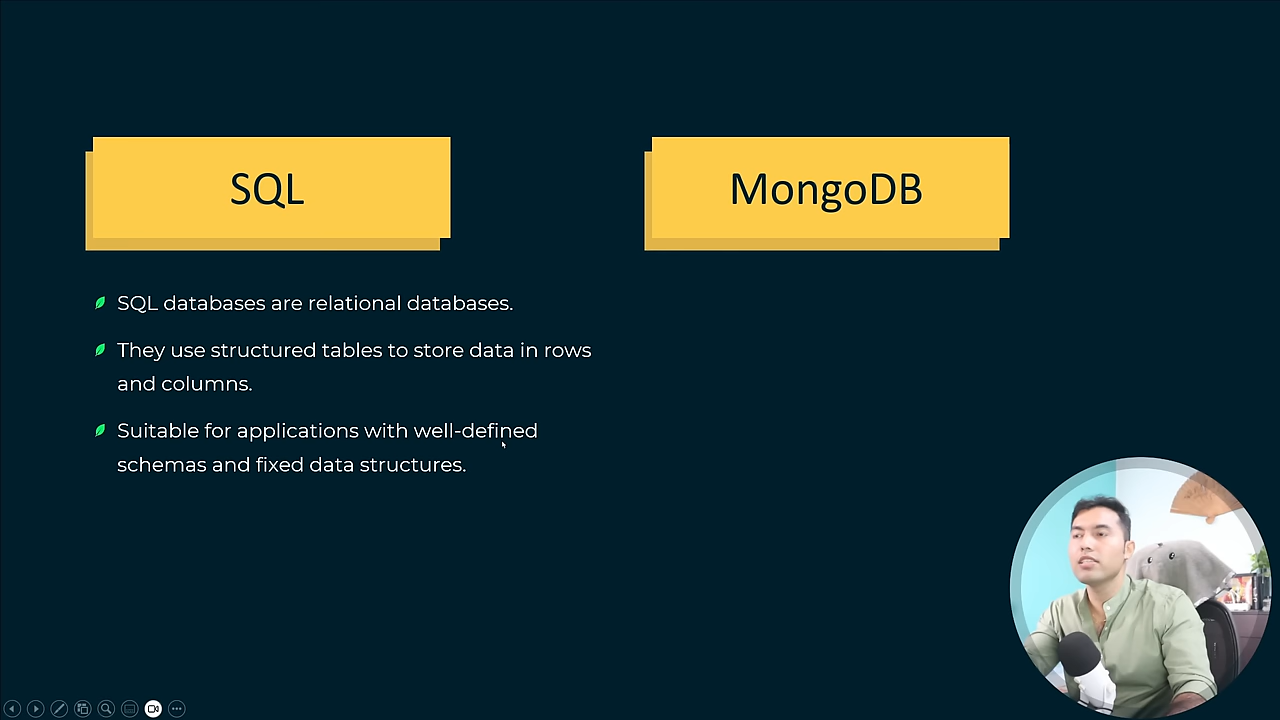 SQL
MongoDB
SQL databases are relational databases.
They use structured tables to store data in rows
and columns.
Suitable for applications with well-defined
schemas and fixed data structures.